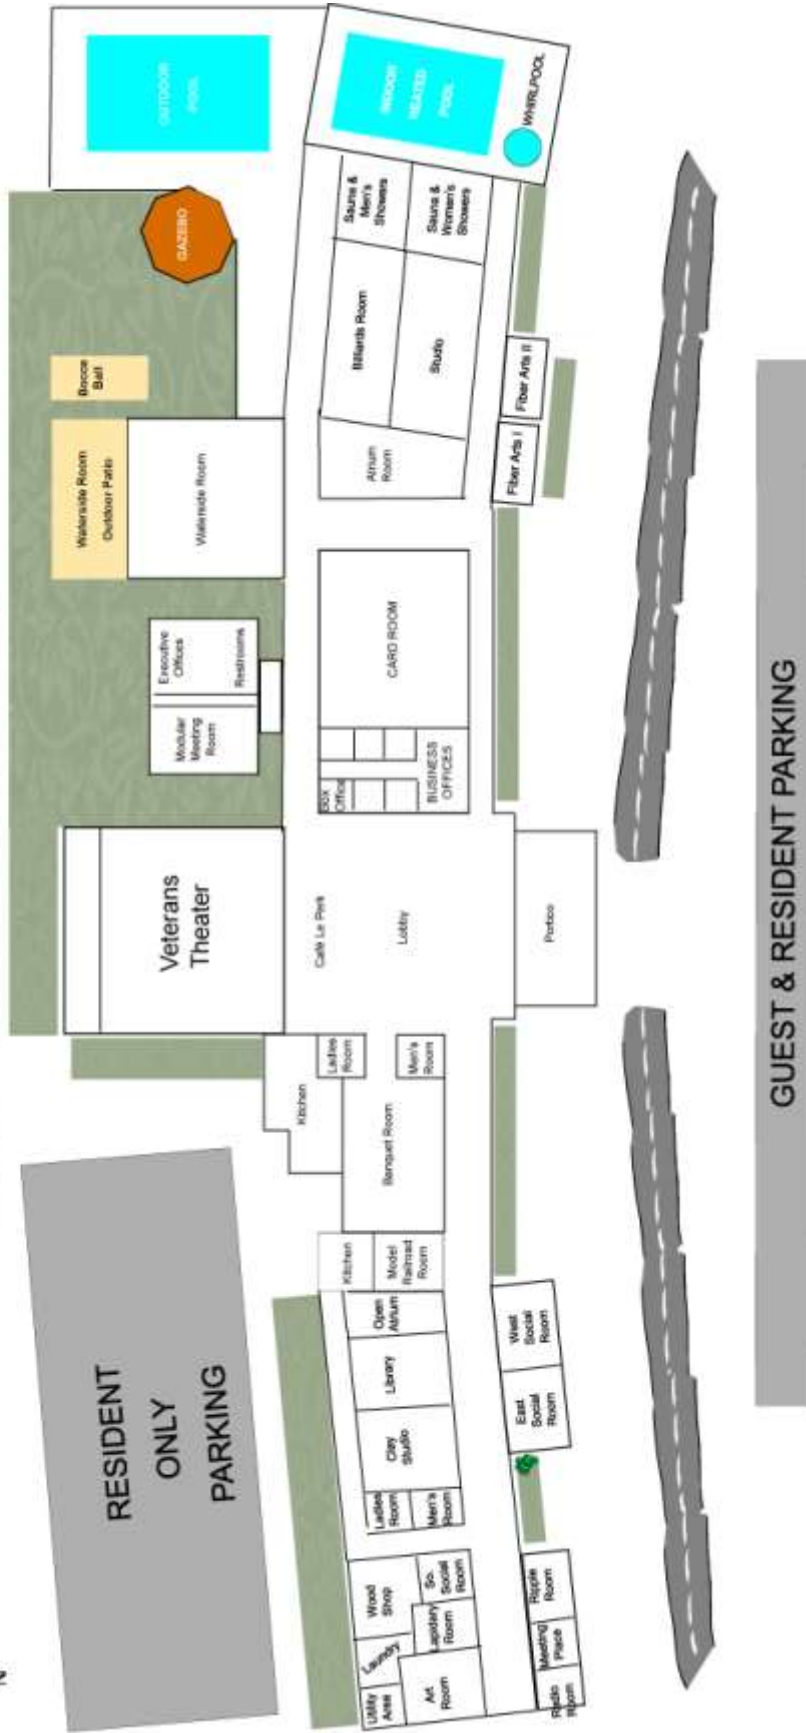 OUTDOOR
POOL
INDOOR
HEATED
POOL
WHIRLPOOL
GAZEBO
Sauna &
Men's
Showers
Sauna &
Women's
Showers
Bocce
Ball
Billiards Room
Studio
Fiber Arts II
Waterside Room
Outdoor Patio
Waterside Room
Atrium
Room
Fiber Arts I
Executive
Offices
Restrooms
Modular
Meeting
Room
CARD ROOM
Box
Office
BUSINESS
OFFICES
Veterans
Theater
Café Le Park
Lobby
Portico
GUEST & RESIDENT PARKING
Kitchen
Ladies
Room
Men's
Room
Banquet Room
Kitchen
Model
Railroad
Room
RESIDENT
ONLY
PARKING
Open
Atrium
Library
Clay
Studio
Ladies
Room
Men's
Room
West
Social
Room
East
Social
Room
Wood
Shop
So.
Social
Room
Lapidary
Room
Laundry
Utility
Area
Art
Room
Ripple
Room
Meeting
Place
Radio
Room
N